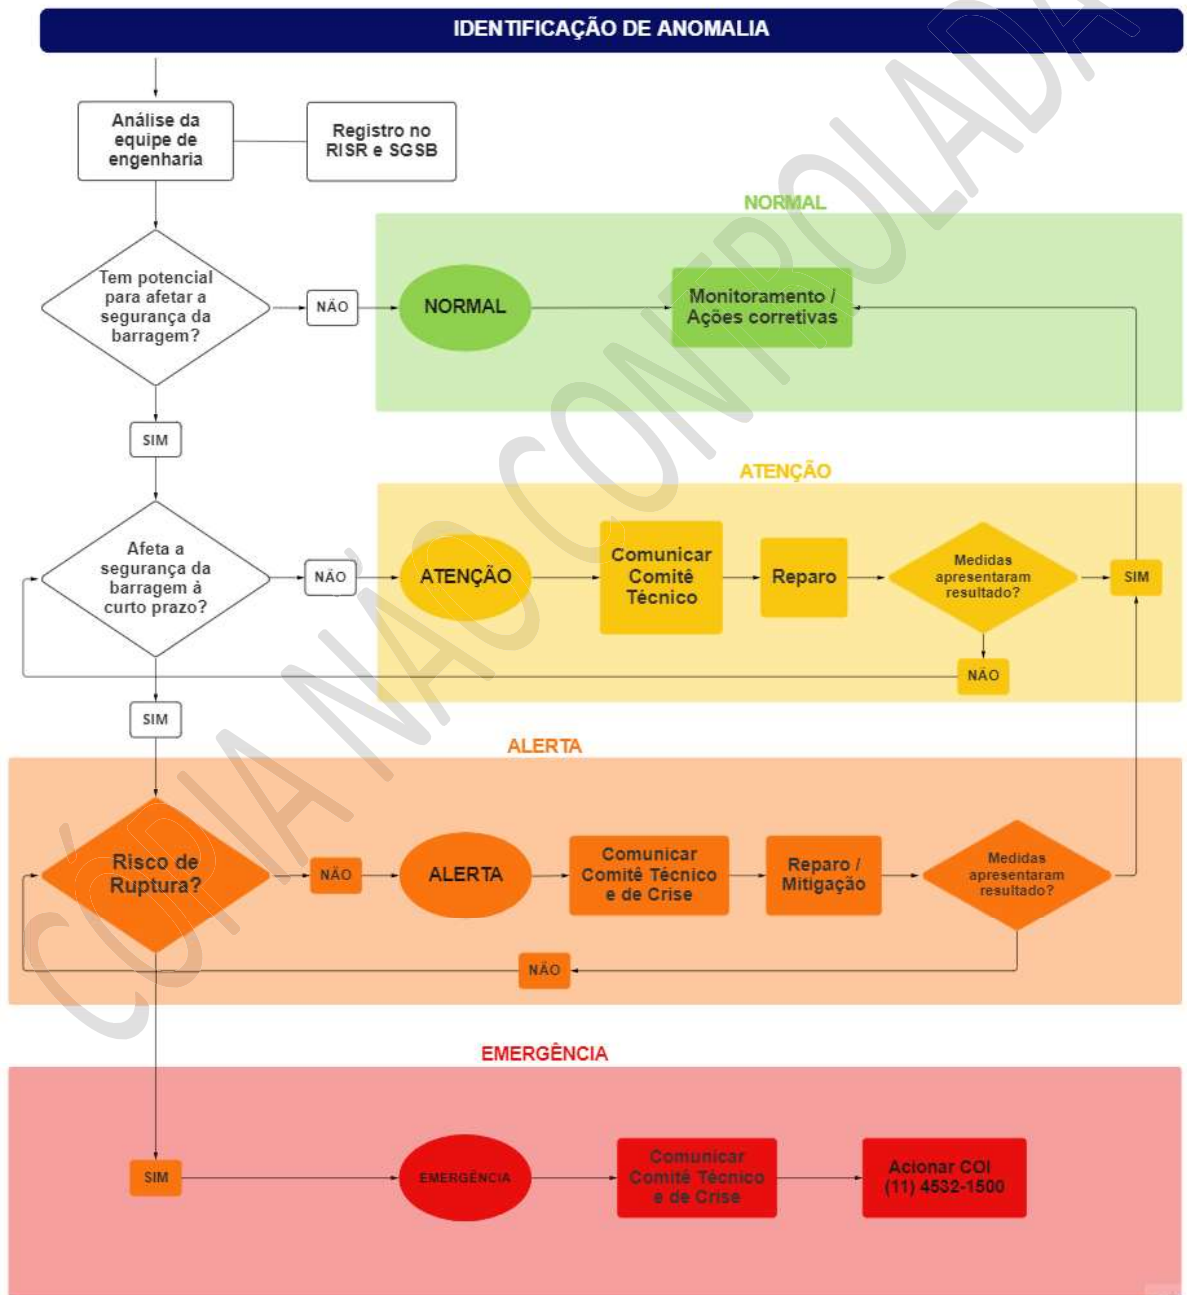 IDENTIFICAÇÃO DE ANOMALIA
Análise da
equipe de
engenharia
Registro no
RISR e SGSB
NORMAL
Tem potencial
para afetar a
segurança da
barragem?
NÃO
NORMAL
Monitoramento /
Ações corretivas
SIM
ATENÇÃO
Afeta a
segurança da
barragem à
curto prazo?
NÃO
ATENÇÃO
Comunicar
Comitê
Técnico
Reparo
Medidas
apresentaram
resultado?
SIM
NÃO
SIM
ALERTA
Risco de
Ruptura?
NÃO
ALERTA
Comunicar
Comitê Técnico
e de Crise
Reparo /
Mitigação
Medidas
apresentaram
resultado?
NÃO
EMERGÊNCIA
SIM
EMERGÊNCIA
Comunicar
Comitê Técnico
e de Crise
Acionar COI
(11) 4532-1500
CÓPIA NÃO CONTROLADA